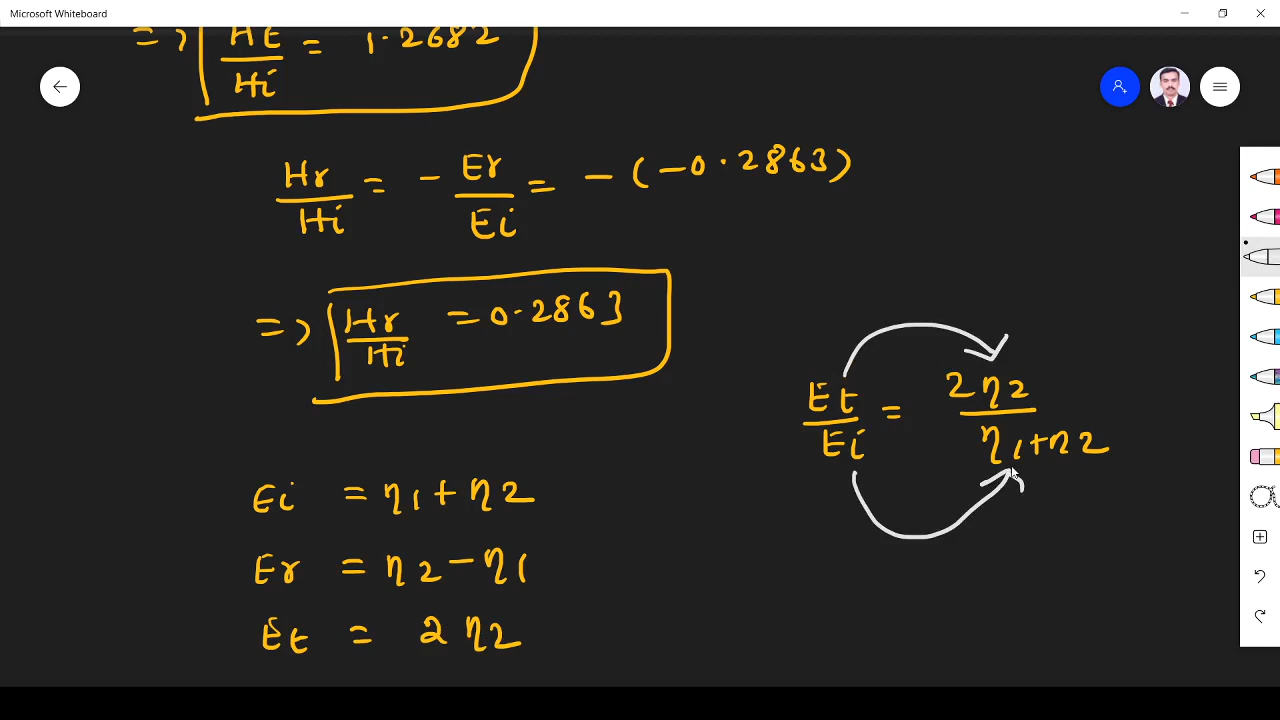 Microsoft Whiteboard
=> Ht/Hi = 1.2682
Hr/Hi = - Er/Ei = - (-0.2863)
=> Hr/Hi = 0.2863
Et/Ei = 2η2/η1+η2
Ei = η1+η2
Er = η2-η1
Et = 2η2